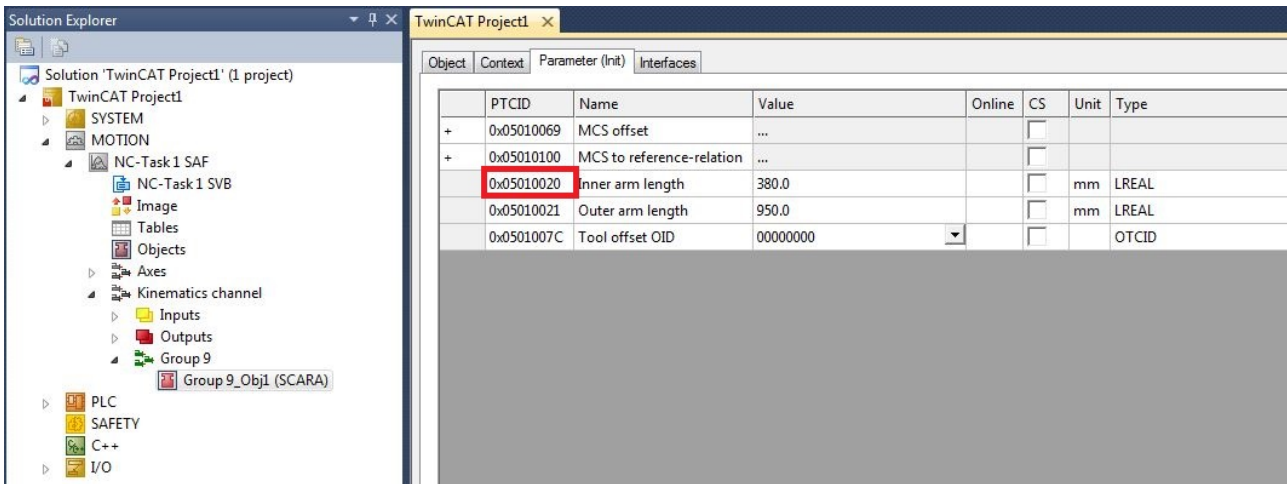 Solution Explorer
Solution 'TwinCAT Project1' (1 project)
TwinCAT Project1
SYSTEM
MOTION
NC-Task 1 SAF
NC-Task 1 SVB
Image
Tables
Objects
Axes
Kinematics channel
Inputs
Outputs
Group 9
Group 9_Obj1 (SCARA)
PLC
SAFETY
C++
I/O
TwinCAT Project1
Object Context Parameter (Init) Interfaces
PTCID Name Value Online CS Unit Type
+ 0x05010069 MCS offset ...
+ 0x05010100 MCS to reference-relation ...
0x05010020 Inner arm length 380.0 mm LREAL
0x05010021 Outer arm length 950.0 mm LREAL
0x0501007C Tool offset OID 00000000 OTCID